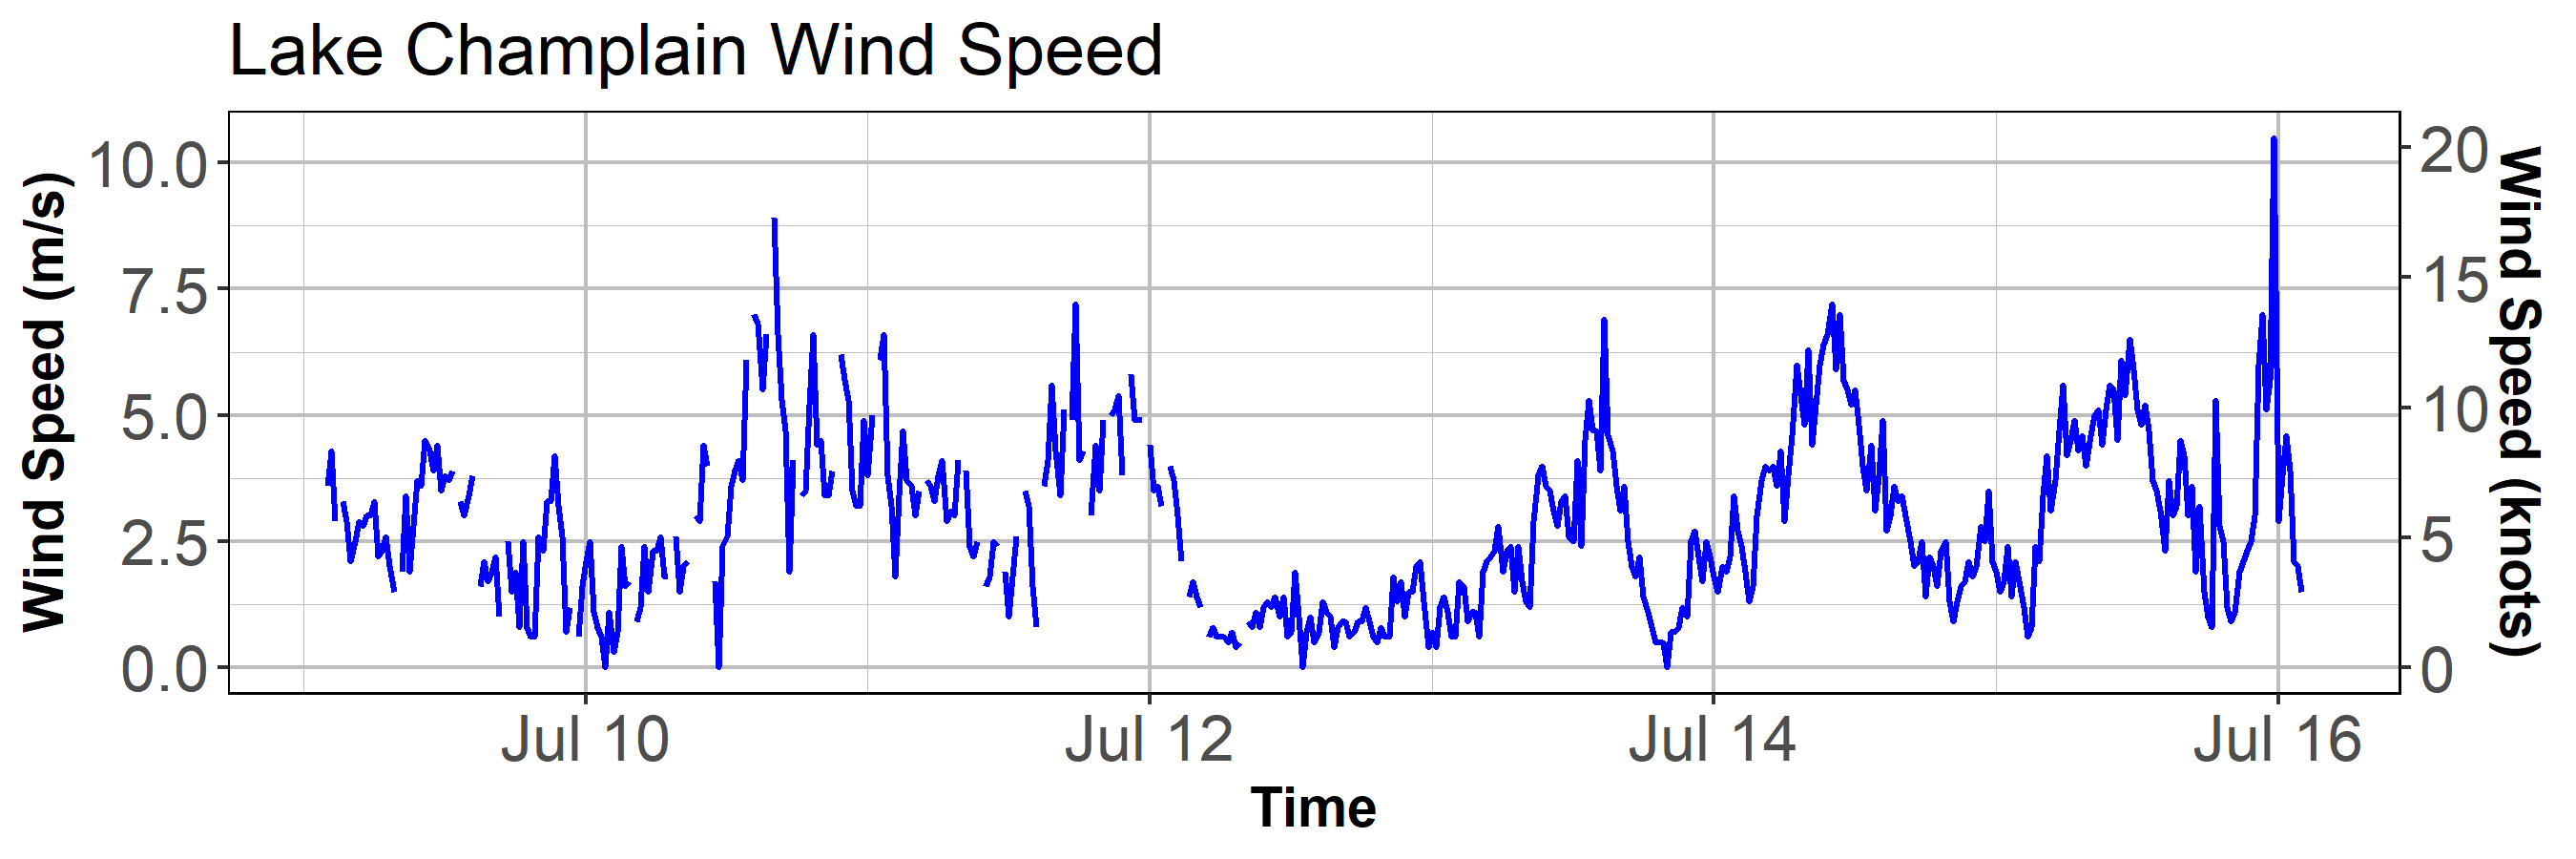 Lake Champlain Wind Speed
Wind Speed (m/s)
10.0
7.5
5.0
2.5
0.0
20
15
10
5
0
Wind Speed (knots)
Jul 10
Jul 12
Jul 14
Jul 16
Time